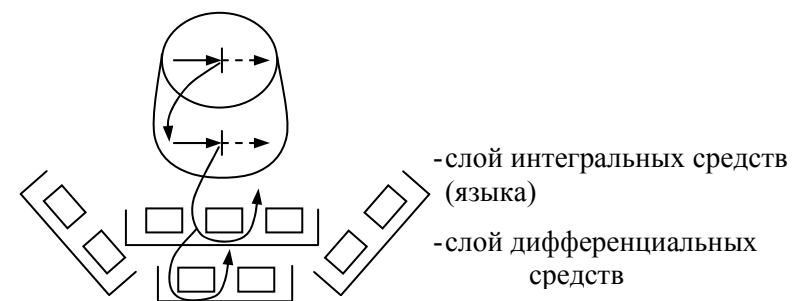 -слой интегральных средств
(языка)
-слой дифференциальных
средств